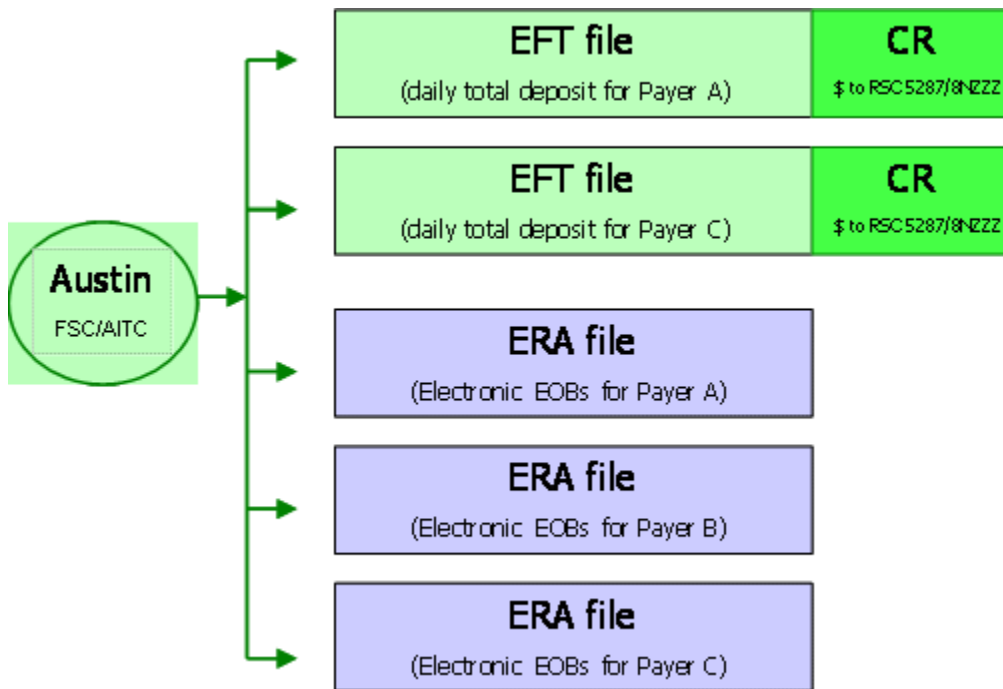 Austin
FSC/AITC
EFT file
(daily total deposit for Payer A)
CR
$ to RSC 5287/8NZZZ
EFT file
(daily total deposit for Payer C)
CR
$ to RSC 5287/8NZZZ
ERA file
(Electronic EOBs for Payer A)
ERA file
(Electronic EOBs for Payer B)
ERA file
(Electronic EOBs for Payer C)